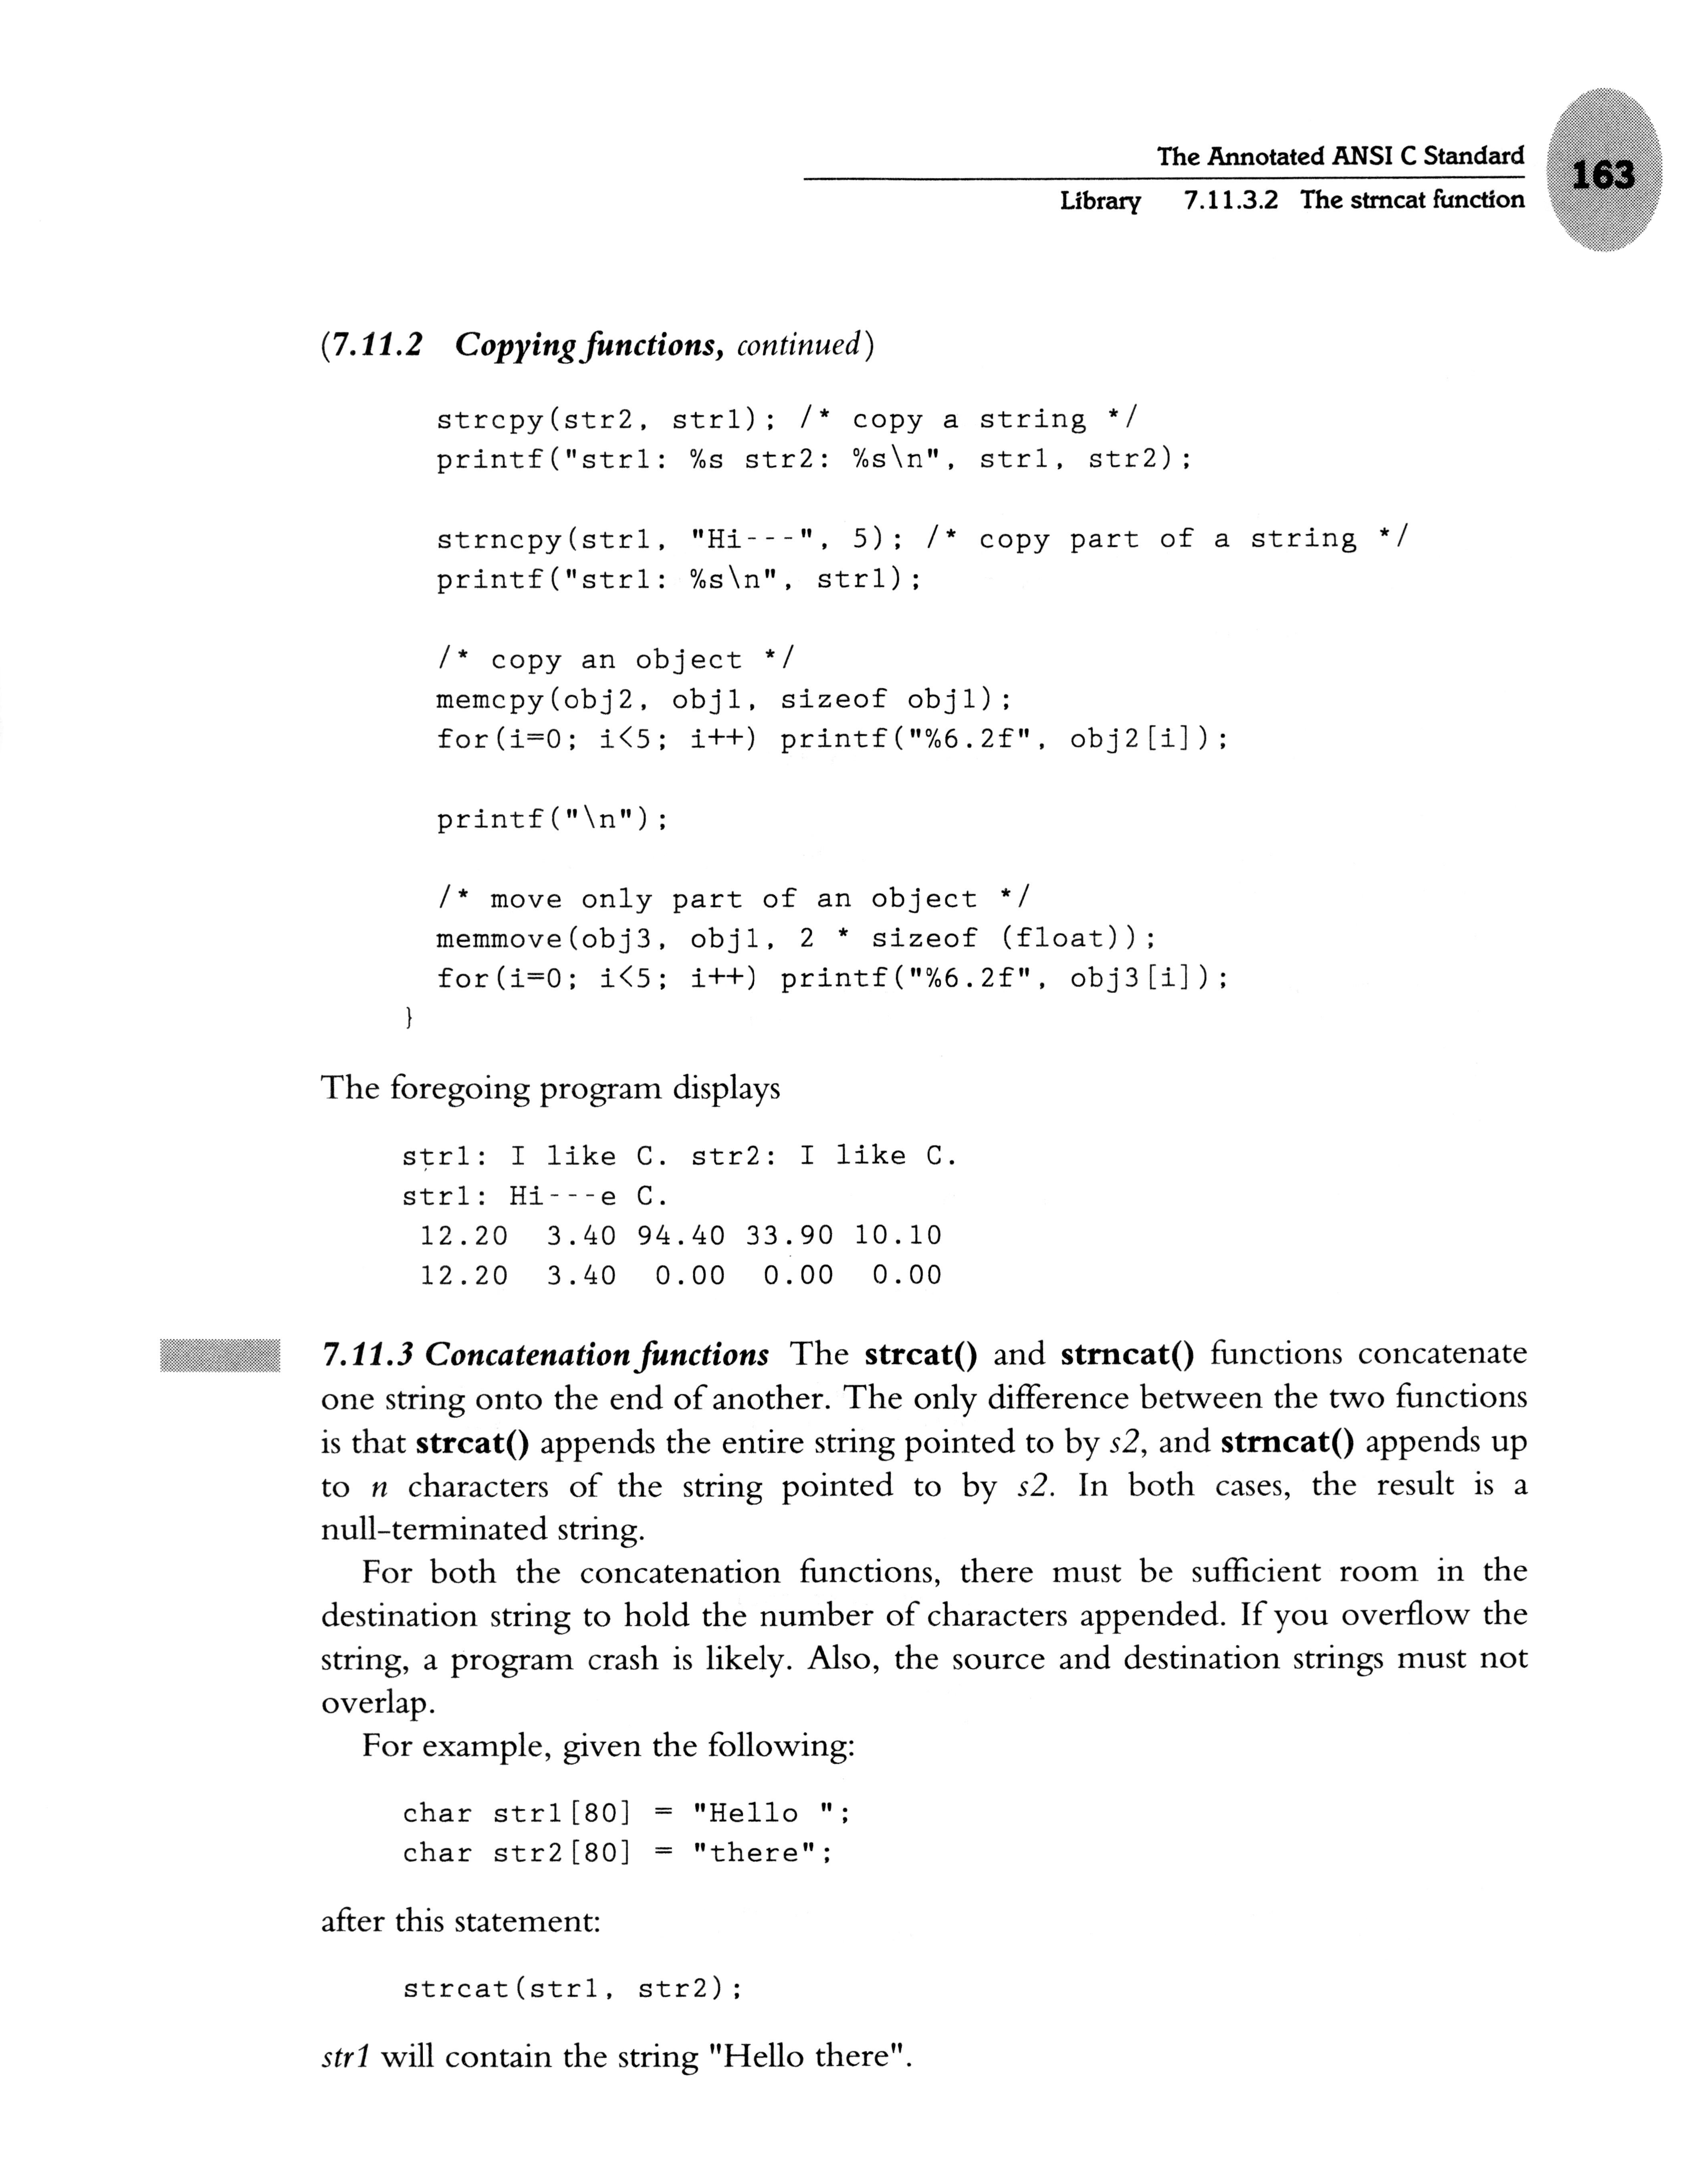 The Annotated ANSI C Standard
163
Library 7.11.3.2 The strncat function
(7.11.2 Copying functions, continued)
strcpy(str2, str1); /* copy a string */
printf("str1: %s str2: %s\n", str1, str2);
strncpy(str1, "Hi---", 5); /* copy part of a string */
printf("str1: %s\n", str1);
/* copy an object */
memcpy(obj2, obj1, sizeof obj1);
for(i=0; i<5; i++) printf("%6.2f", obj2[i]);
printf("\n");
/* move only part of an object */
memmove(obj3, obj1, 2 * sizeof (float));
for(i=0; i<5; i++) printf("%6.2f", obj3[i]);
}
The foregoing program displays
str1: I like C. str2: I like C.
str1: Hi---e C.
12.20 3.40 94.40 33.90 10.10
12.20 3.40 0.00 0.00 0.00
7.11.3 Concatenation functions The strcat() and strncat() functions concatenate
one string onto the end of another. The only difference between the two functions
is that strcat() appends the entire string pointed to by s2, and strncat() appends up
to n characters of the string pointed to by s2. In both cases, the result is a
null-terminated string.
For both the concatenation functions, there must be sufficient room in the
destination string to hold the number of characters appended. If you overflow the
string, a program crash is likely. Also, the source and destination strings must not
overlap.
For example, given the following:
char str1[80] = "Hello ";
char str2[80] = "there";
after this statement:
strcat(str1, str2);
str1 will contain the string "Hello there".